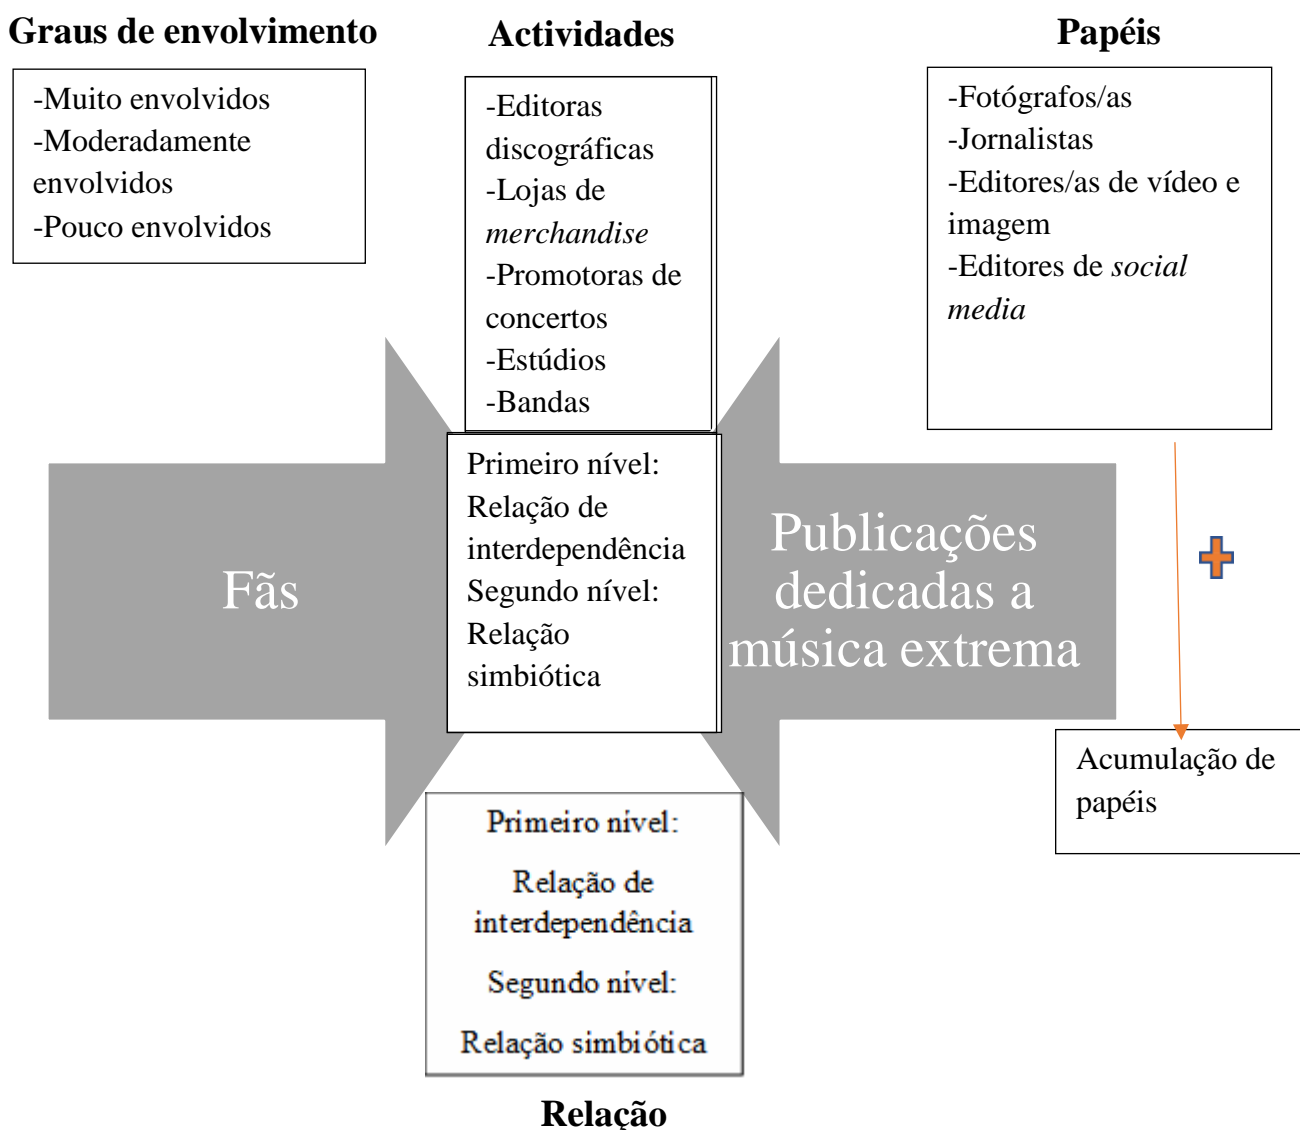 Graus de envolvimento
-Muito envolvidos
-Moderadamente
envolvidos
-Pouco envolvidos
Actividades
-Editoras
discográficas
-Lojas de
merchandise
-Promotoras de
concertos
-Estúdios
-Bandas
Papéis
-Fotógrafos/as
-Jornalistas
-Editores/as de vídeo e
imagem
-Editores de social
media
Fãs
Primeiro nível:
Relação de
interdependência
Segundo nível:
Relação
simbiótica
Publicações
dedicadas a
música extrema
Acumulação de
papéis
Primeiro nível:
Relação de
interdependência
Segundo nível:
Relação simbiótica
Relação